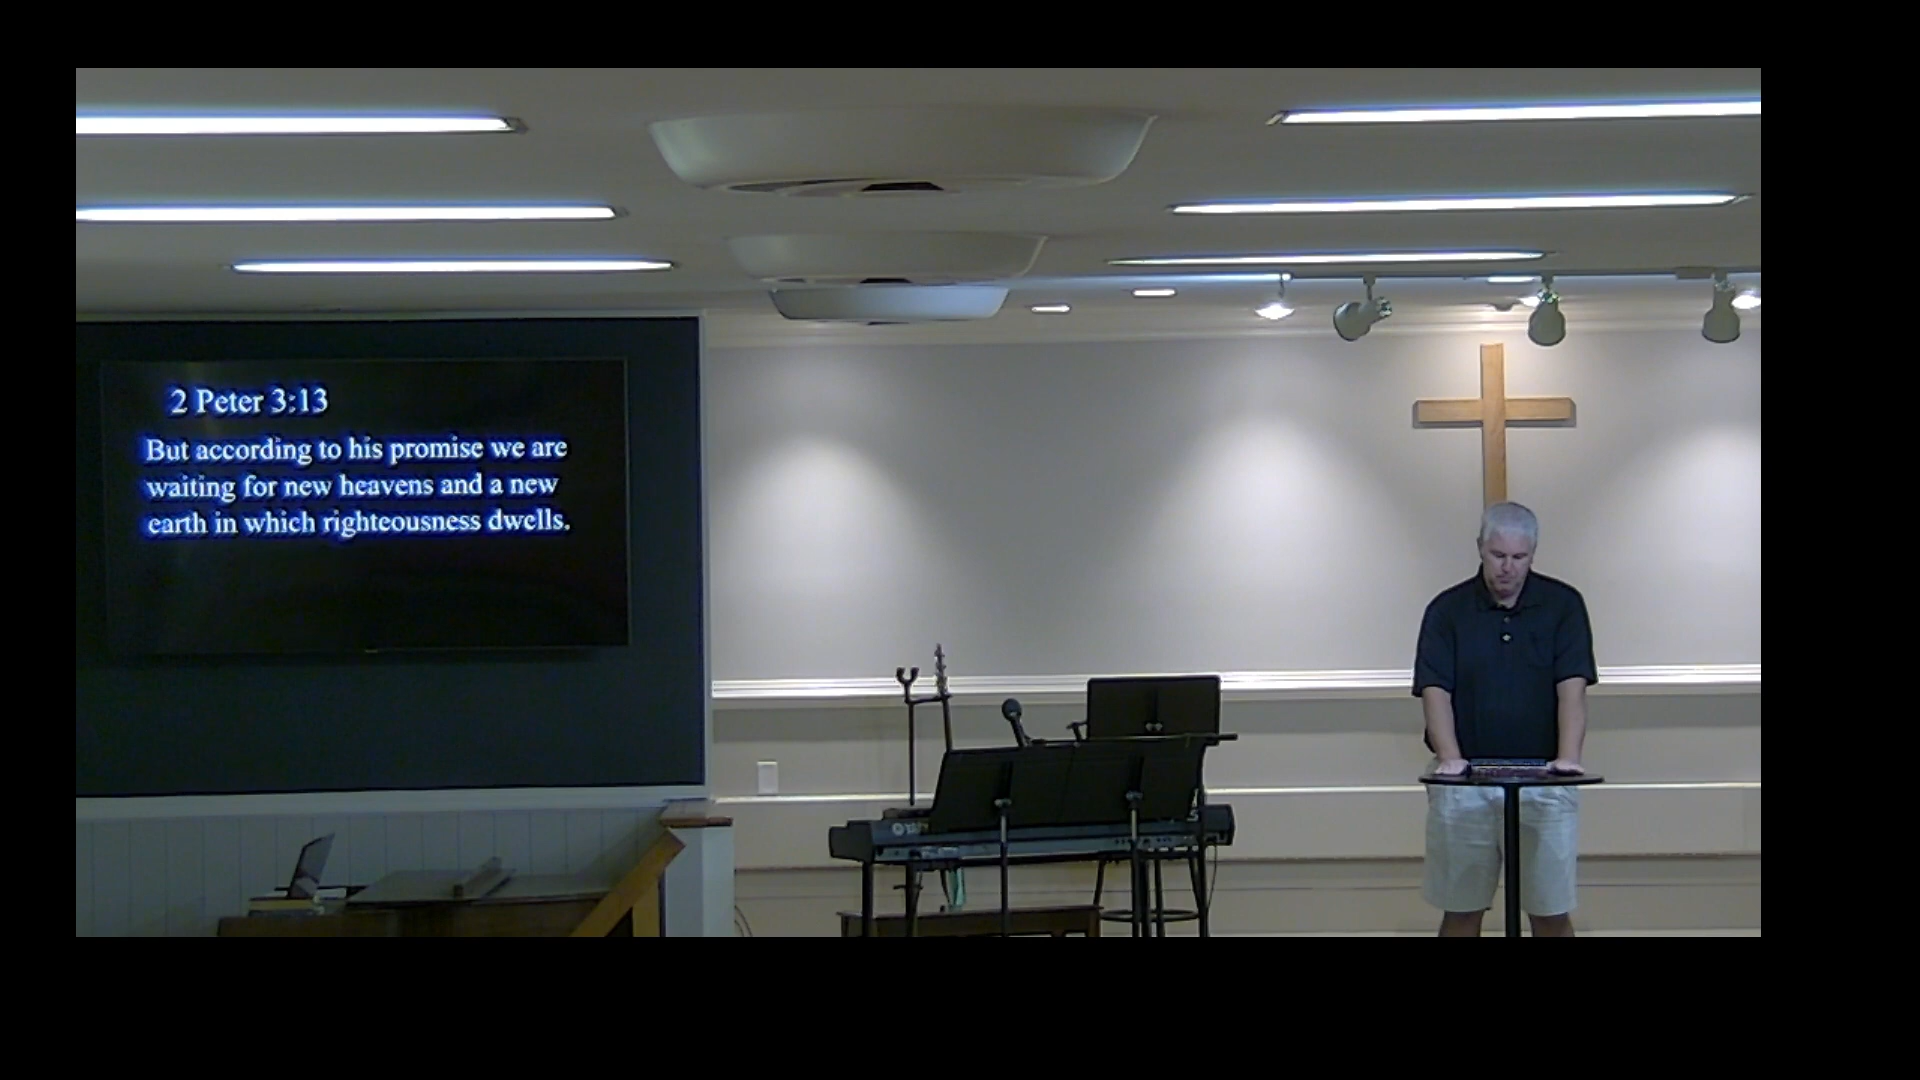 2 Peter 3:13
But according to his promise we are
waiting for new heavens and a new
earth in which righteousness dwells.